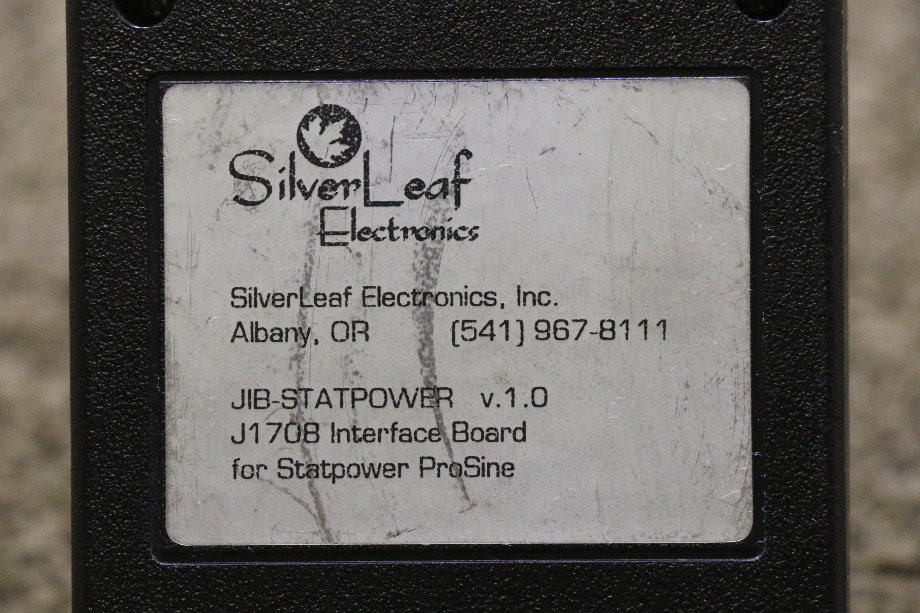 SilverLeaf
Electronics
SilverLeaf Electronics, Inc.
Albany, OR (541) 967-8111
JIB-STATPOWER v.1.0
J1708 Interface Board
for Statpower ProSine